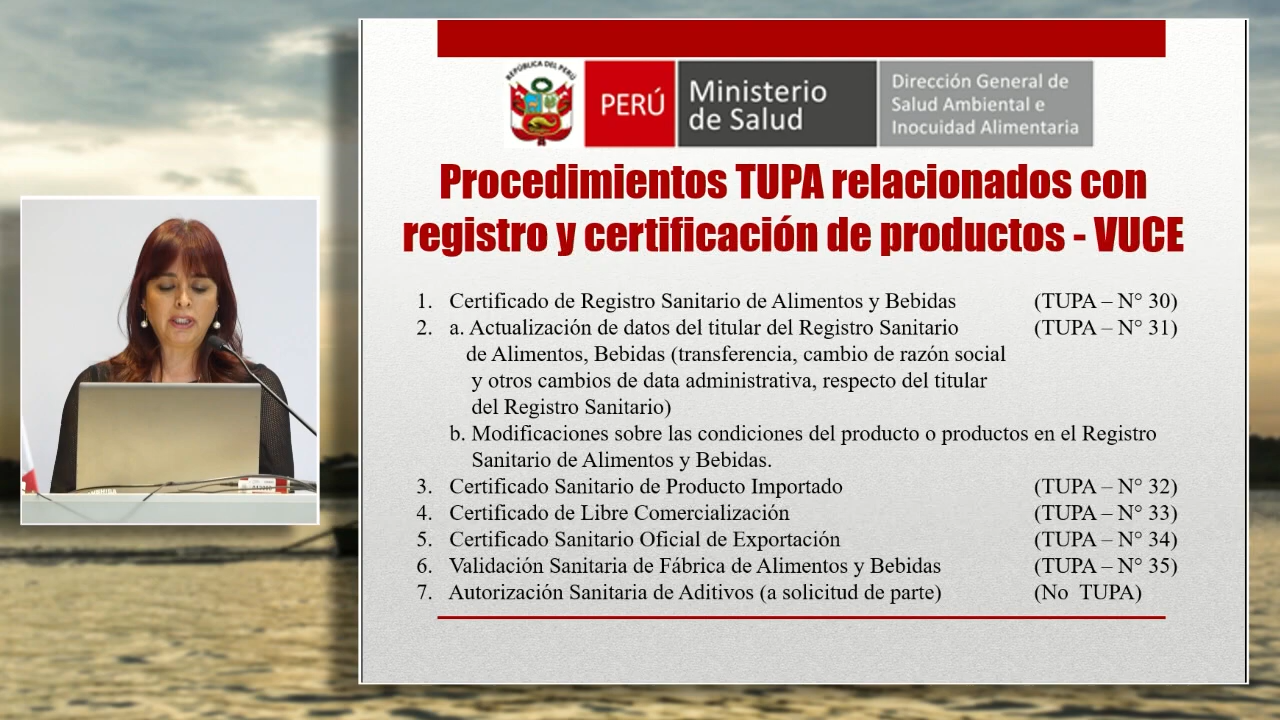 REPÚBLICA DEL PERÚ
PERÚ
Ministerio
de Salud
Dirección General de
Salud Ambiental e
Inocuidad Alimentaria
Procedimientos TUPA relacionados con
registro y certificación de productos - VUCE
1. Certificado de Registro Sanitario de Alimentos y Bebidas (TUPA – N° 30)
2. a. Actualización de datos del titular del Registro Sanitario (TUPA – N° 31)
de Alimentos, Bebidas (transferencia, cambio de razón social
y otros cambios de data administrativa, respecto del titular
del Registro Sanitario)
b. Modificaciones sobre las condiciones del producto o productos en el Registro
Sanitario de Alimentos y Bebidas.
3. Certificado Sanitario de Producto Importado (TUPA – N° 32)
4. Certificado de Libre Comercialización (TUPA – N° 33)
5. Certificado Sanitario Oficial de Exportación (TUPA – N° 34)
6. Validación Sanitaria de Fábrica de Alimentos y Bebidas (TUPA – N° 35)
7. Autorización Sanitaria de Aditivos (a solicitud de parte) (No TUPA)